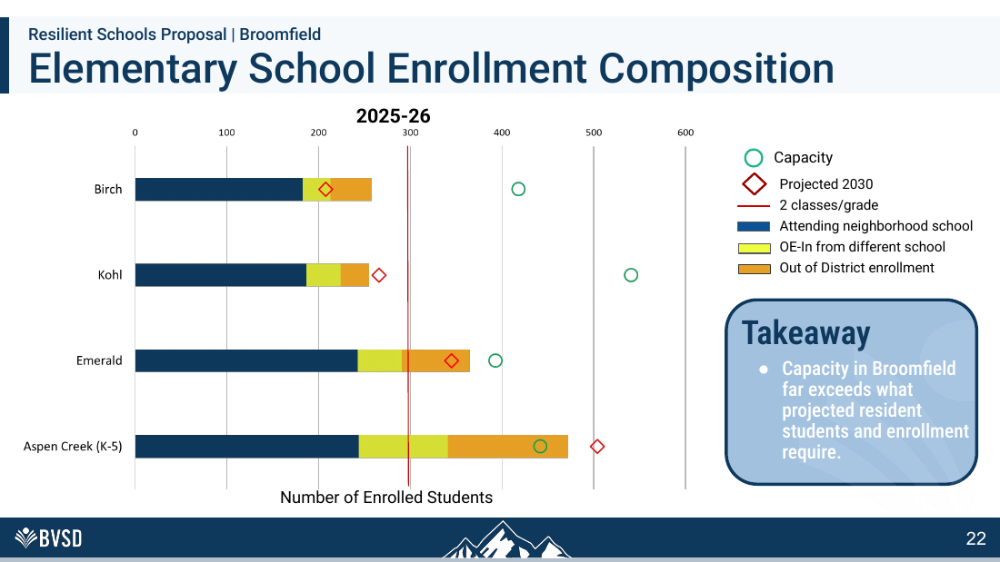 Resilient Schools Proposal | Broomfield
Elementary School Enrollment Composition
2025-26
0 100 200 300 400 500 600
Birch
Kohl
Emerald
Aspen Creek (K-5)
Number of Enrolled Students
Capacity
Projected 2030
2 classes/grade
Attending neighborhood school
OE-In from different school
Out of District enrollment
Takeaway
● Capacity in Broomfield
far exceeds what
projected resident
students and enrollment
require.
BVSD
22